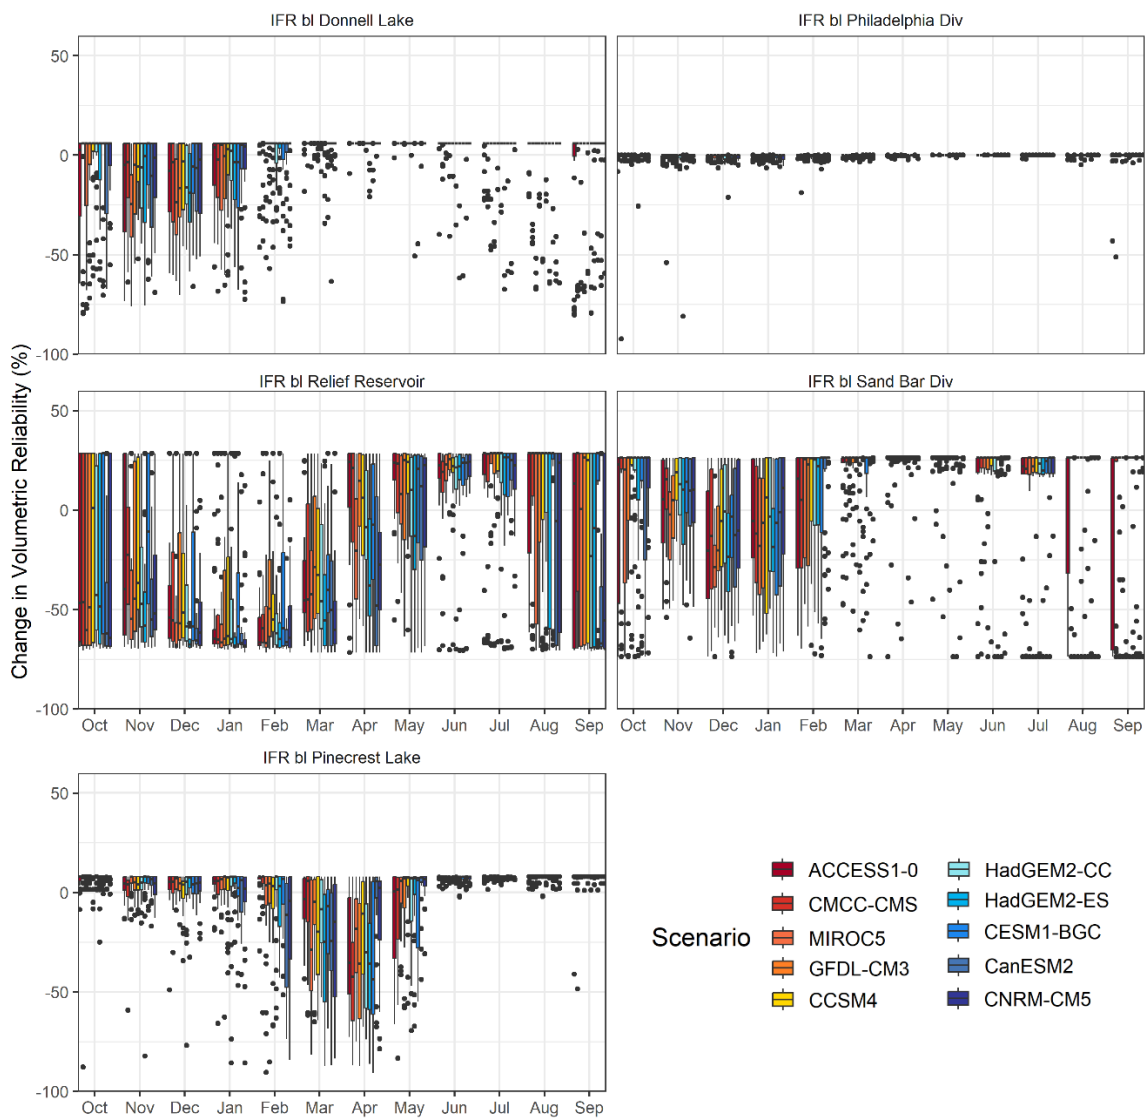 IFR bl Donnell Lake
IFR bl Philadelphia Div
50
0
-50
-100
IFR bl Relief Reservoir
IFR bl Sand Bar Div
50
0
-50
-100
Oct Nov Dec Jan Feb Mar Apr May Jun Jul Aug Sep
Oct Nov Dec Jan Feb Mar Apr May Jun Jul Aug Sep
IFR bl Pinecrest Lake
50
0
-50
-100
Oct Nov Dec Jan Feb Mar Apr May Jun Jul Aug Sep
Change in Volumetric Reliability (%)
Scenario
ACCESS1-0
CMCC-CMS
MIROC5
GFDL-CM3
CCSM4
HadGEM2-CC
HadGEM2-ES
CESM1-BGC
CanESM2
CNRM-CM5